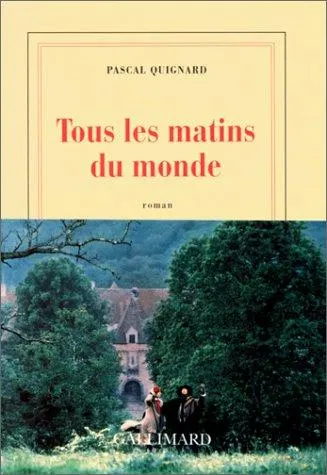 PASCAL QUIGNARD
Tous les matins
du monde
roman
GALLIMARD